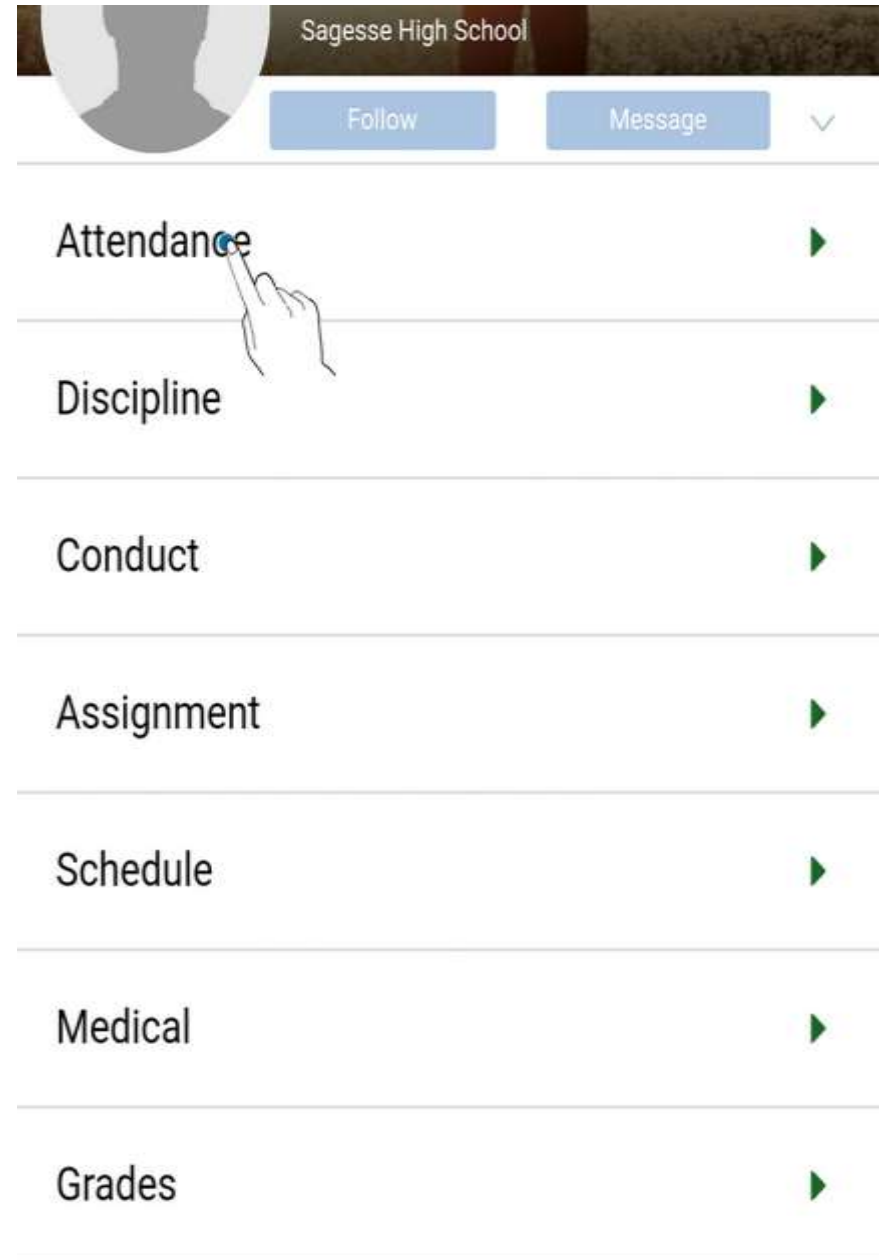 Sagesse High School
Follow Message
Attendance
Discipline
Conduct
Assignment
Schedule
Medical
Grades